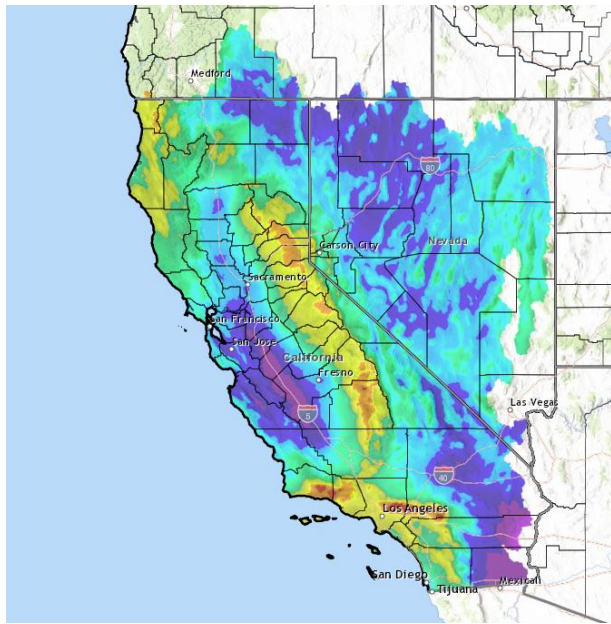 Medford
80
Carson City
Nevada
Sacramento
San Francisco
San Jose
California
Fresno
Las Vegas
5
40
Los Angeles
San Diego
Mexicali
Tijuana